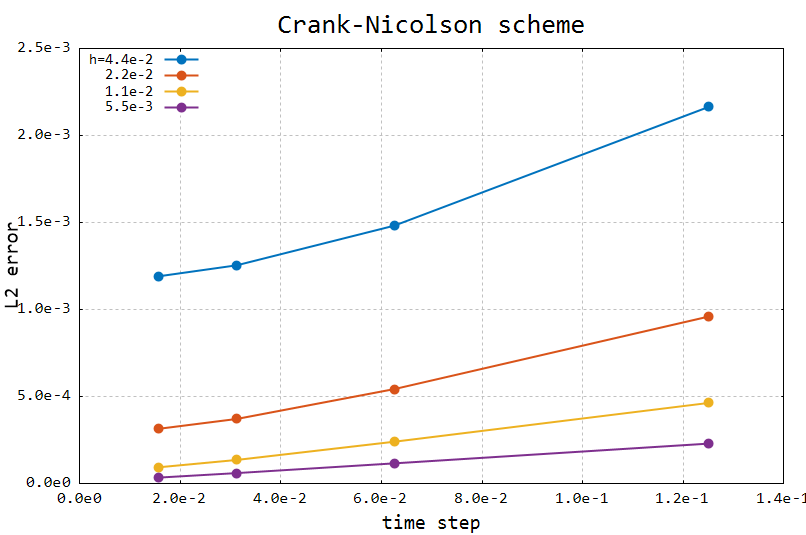 Crank-Nicolson scheme
2.5e-3
h=4.4e-2
2.2e-2
1.1e-2
5.5e-3
2.0e-3
1.5e-3
L2 error
1.0e-3
5.0e-4
0.0e0
0.0e0 2.0e-2 4.0e-2 6.0e-2 8.0e-2 1.0e-1 1.2e-1 1.4e-1
time step